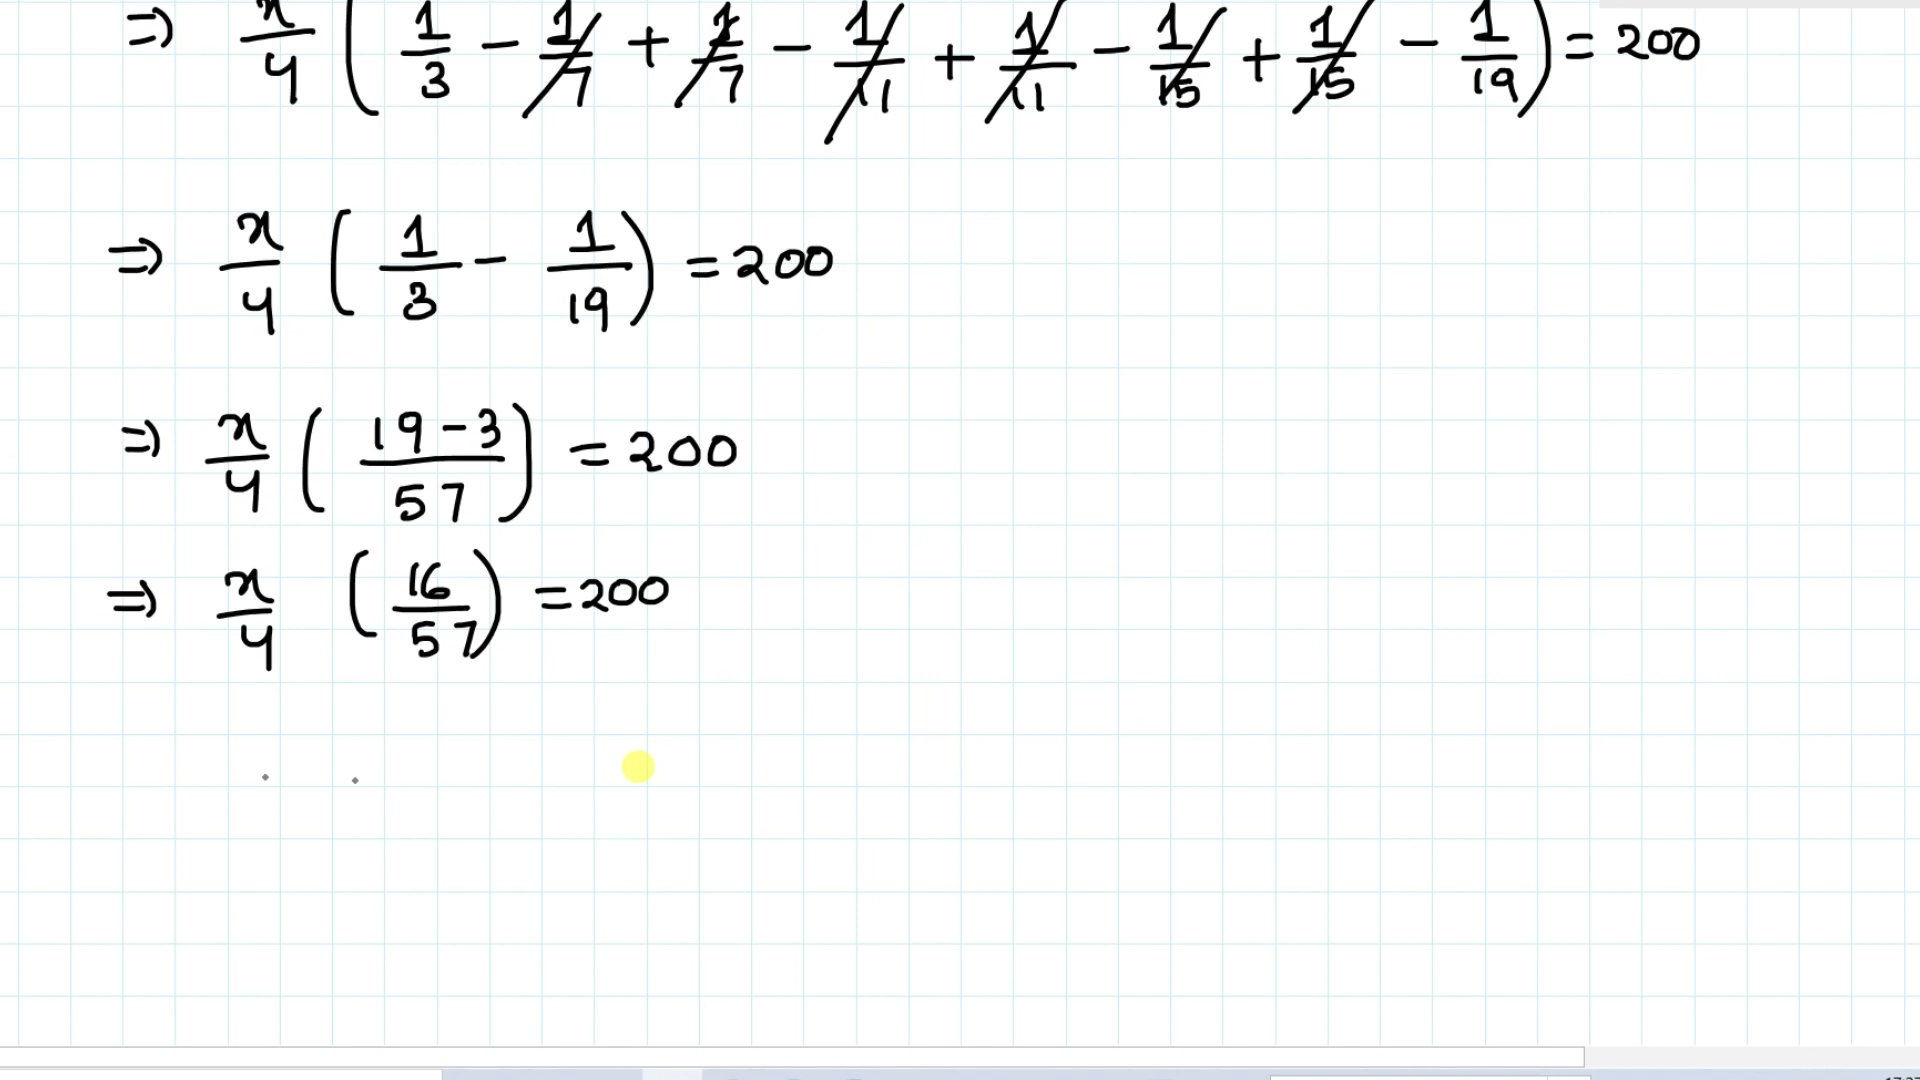 ⇒ x/4 ( 1/3 − 1/7 + 1/7 − 1/11 + 1/11 − 1/15 + 1/15 − 1/19 ) = 200
⇒ x/4 ( 1/3 − 1/19 ) = 200
⇒ x/4 ( 19 − 3 / 57 ) = 200
⇒ x/4 ( 16/57 ) = 200